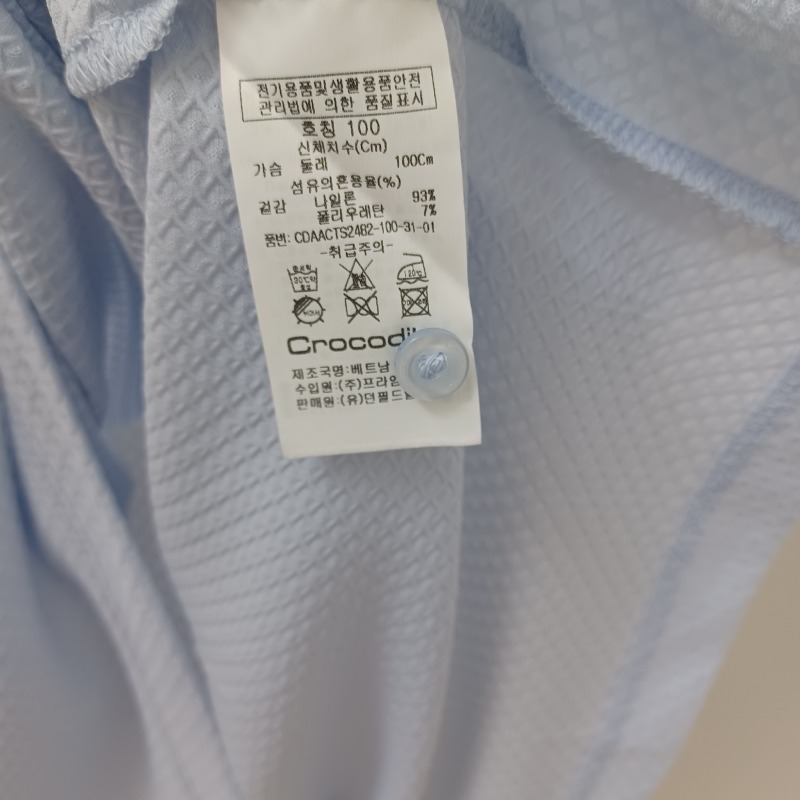 전기용품및생활용품안전
관리법에 의한 품질표시
호칭 100
신체치수(Cm)
가슴 둘레 100Cm
섬유의혼용율(%)
겉감 나일론 93%
폴리우레탄 7%
품번: CDAACTS2482-100-31-01
-취급주의-
30℃
120℃
제조국명:베트남
수입원:(주)프라임
판매원:(유)던필드